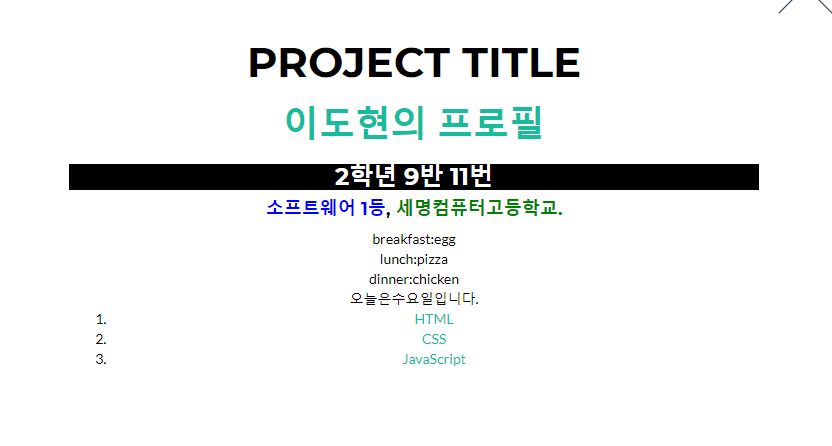 PROJECT TITLE
이도현의 프로필
2학년 9반 11번
소프트웨어 1등, 세명컴퓨터고등학교.
breakfast:egg
lunch:pizza
dinner:chicken
오늘은수요일입니다.
1. HTML
2. CSS
3. JavaScript